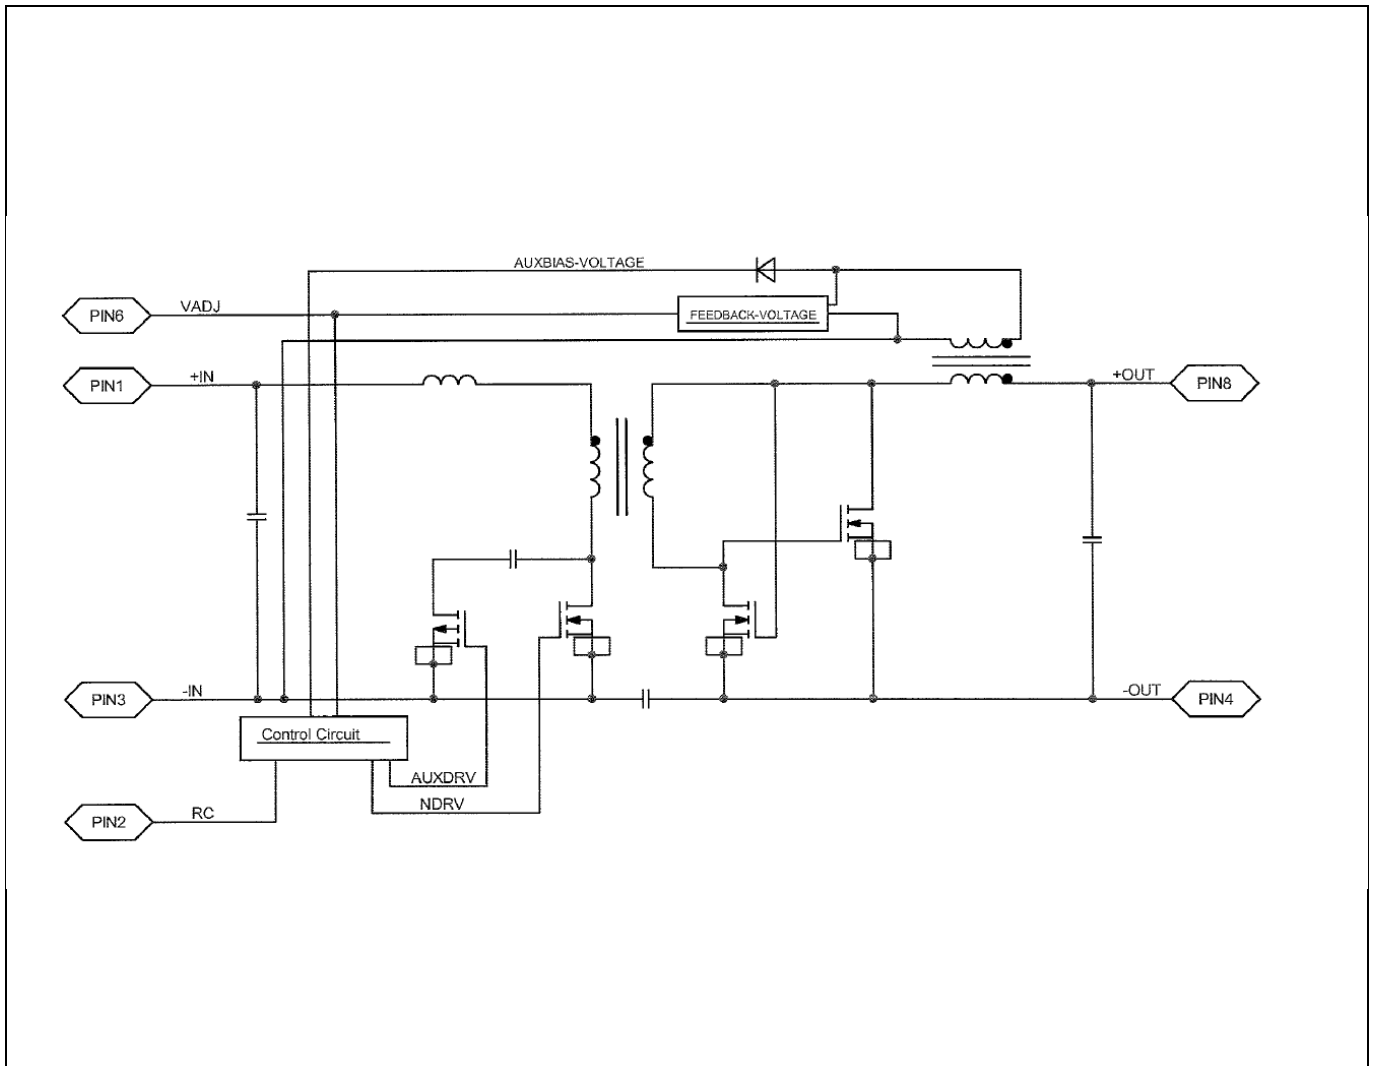 AUXBIAS-VOLTAGE
PIN6 VADJ FEEDBACK-VOLTAGE
PIN1 +IN +OUT PIN8
PIN3 -IN -OUT PIN4
Control Circuit
AUXDRV
NDRV
PIN2 RC